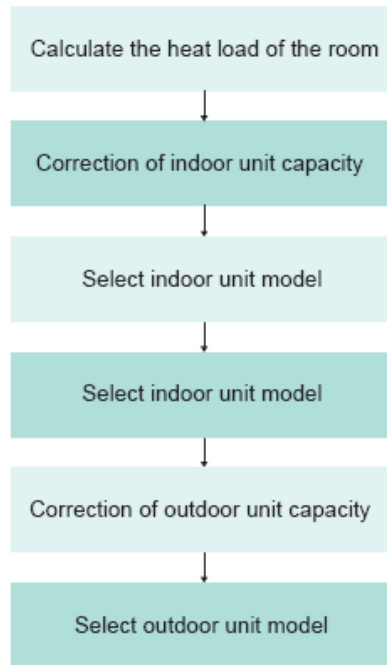 Calculate the heat load of the room
Correction of indoor unit capacity
Select indoor unit model
Select indoor unit model
Correction of outdoor unit capacity
Select outdoor unit model